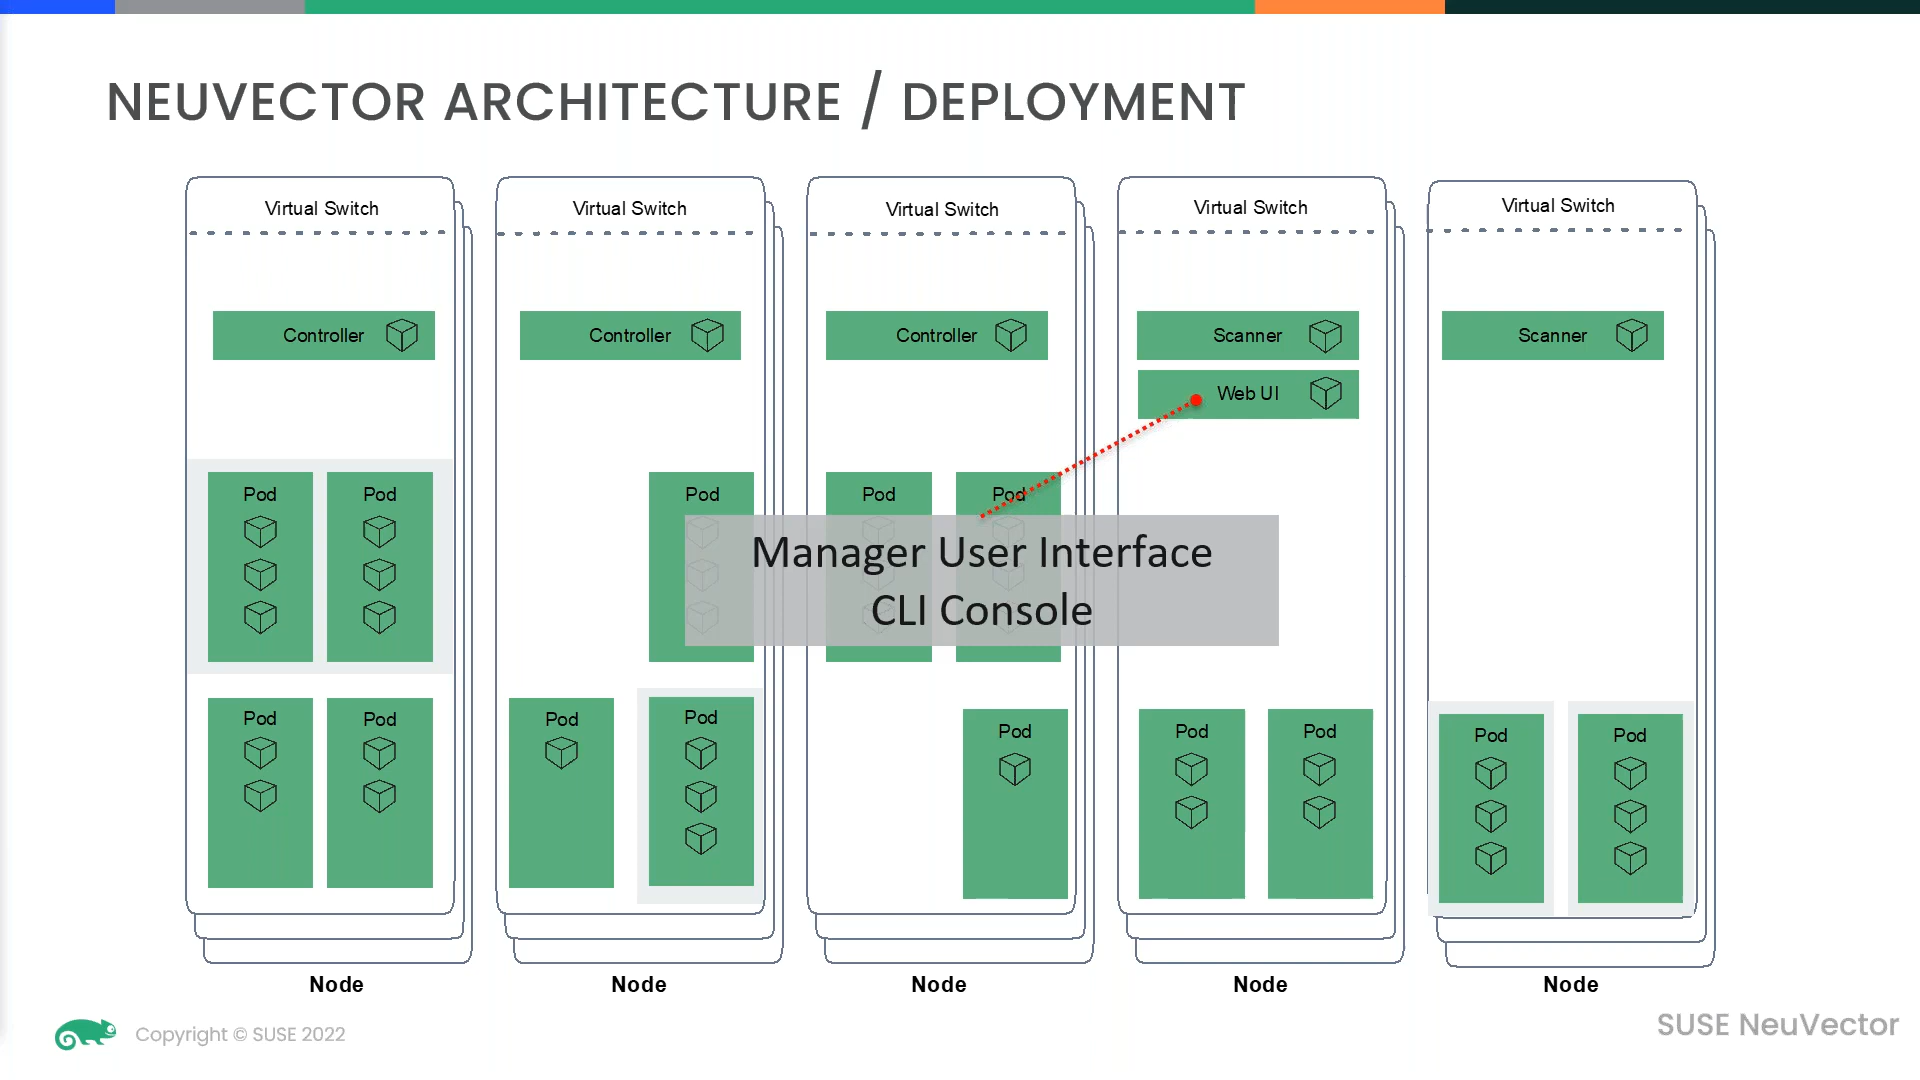 NEUVECTOR ARCHITECTURE / DEPLOYMENT
Virtual Switch
Virtual Switch
Virtual Switch
Virtual Switch
Virtual Switch
Controller
Controller
Controller
Scanner
Scanner
Web UI
Pod
Pod
Pod
Pod
Pod
Manager User Interface
CLI Console
Pod
Pod
Pod
Pod
Pod
Pod
Pod
Pod
Pod
Node
Node
Node
Node
Node
Copyright © SUSE 2022
SUSE NeuVector